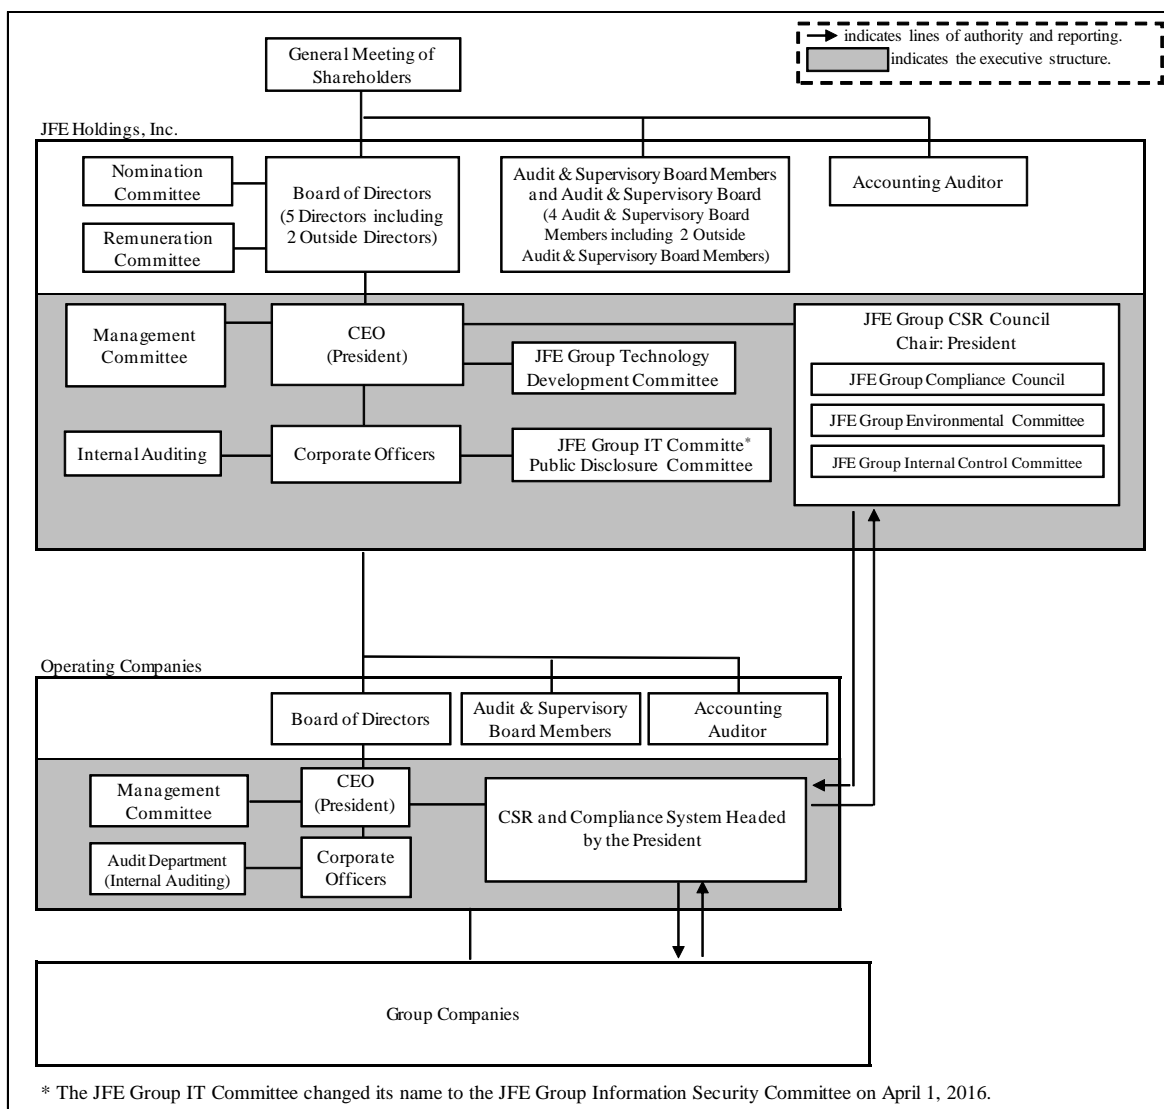 indicates lines of authority and reporting.
indicates the executive structure.
General Meeting of
Shareholders
JFE Holdings, Inc.
Nomination
Committee
Remuneration
Committee
Board of Directors
(5 Directors including
2 Outside Directors)
Audit & Supervisory Board Members
and Audit & Supervisory Board
(4 Audit & Supervisory Board
Members including 2 Outside
Audit & Supervisory Board Members)
Accounting Auditor
Management
Committee
CEO
(President)
JFE Group Technology
Development Committee
JFE Group CSR Council
Chair: President
JFE Group Compliance Council
JFE Group Environmental Committee
JFE Group Internal Control Committee
Internal Auditing
Corporate Officers
JFE Group IT Committe*
Public Disclosure Committee
Operating Companies
Board of Directors
Audit & Supervisory
Board Members
Accounting
Auditor
Management
Committee
CEO
(President)
CSR and Compliance System Headed
by the President
Audit Department
(Internal Auditing)
Corporate
Officers
Group Companies
* The JFE Group IT Committee changed its name to the JFE Group Information Security Committee on April 1, 2016.